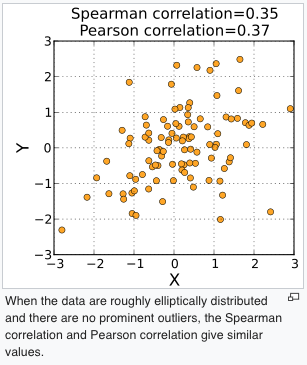 Spearman correlation=0.35
Pearson correlation=0.37
3
2
1
0
−1
−2
−3
Y
−3 −2 −1 0 1 2 3
X
When the data are roughly elliptically distributed
and there are no prominent outliers, the Spearman
correlation and Pearson correlation give similar
values.